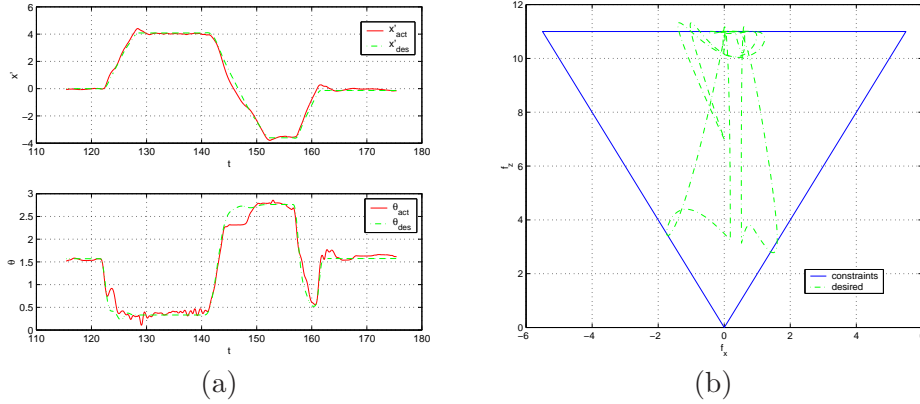 6
4
2
0
−2
−4
x'
x'act
x'des
110 120 130 140 150 160 170 180
t
3
2.5
2
1.5
1
0.5
0
θ
θact
θdes
110 120 130 140 150 160 170 180
t
(a)
12
10
8
6
4
2
0
fz
constraints
desired
−6 −4 −2 0 2 4 6
fx
(b)